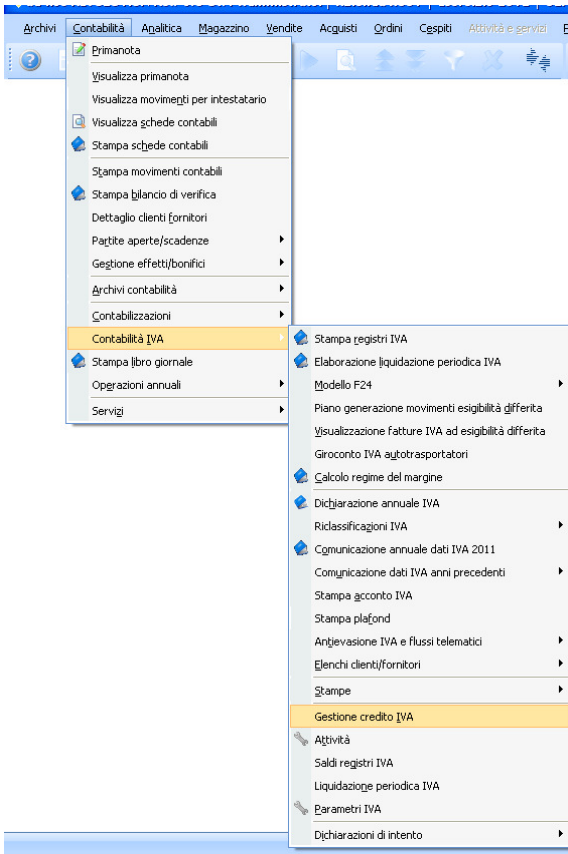 Archivi Contabilità Analitica Magazzino Vendite Acquisti Ordini Cespiti Attività e servizi
Primanota
Visualizza primanota
Visualizza movimenti per intestatario
Visualizza schede contabili
Stampa schede contabili
Stampa movimenti contabili
Stampa bilancio di verifica
Dettaglio clienti fornitori
Partite aperte/scadenze
Gestione effetti/bonifici
Archivi contabilità
Contabilizzazioni
Contabilità IVA
Stampa libro giornale
Operazioni annuali
Servizi
Stampa registri IVA
Elaborazione liquidazione periodica IVA
Modello F24
Piano generazione movimenti esigibilità differita
Visualizzazione fatture IVA ad esigibilità differita
Giroconto IVA autotrasportatori
Calcolo regime del margine
Dichiarazione annuale IVA
Riclassificazioni IVA
Comunicazione annuale dati IVA 2011
Comunicazione dati IVA anni precedenti
Stampa acconto IVA
Stampa plafond
Antievasione IVA e flussi telematici
Elenchi clienti/fornitori
Stampe
Gestione credito IVA
Attività
Saldi registri IVA
Liquidazione periodica IVA
Parametri IVA
Dichiarazioni di intento